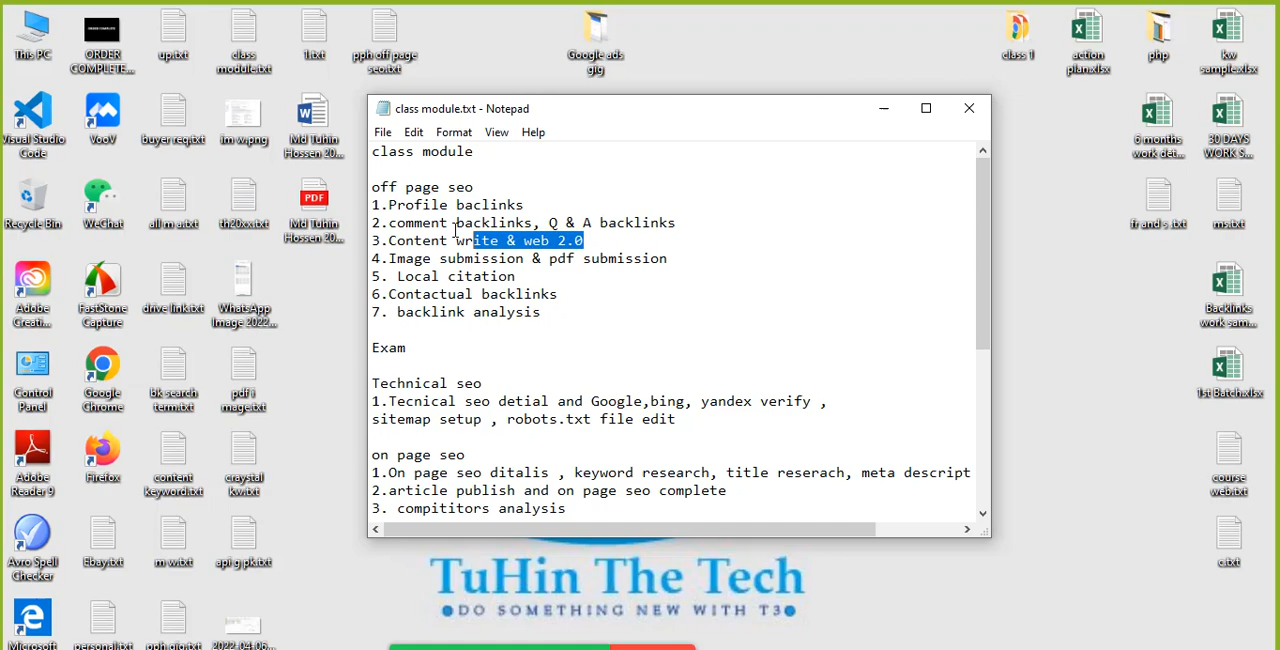 This PC
ORDER COMPLETE...
up.txt
class module.txt
1.txt
pph off page seo.txt
Google ads gig
class 1
action plan.xlsx
php
kw sample.xlsx
Visual Studio Code
VooV
buyer req.txt
im w.png
Md Tuhin Hossen 20...
6 months work det...
30 DAYS WORK S...
Recycle Bin
WeChat
all m a.txt
th20xx.txt
PDF
Md Tuhin Hossen 20...
fr and s .txt
ms.txt
Adobe Creati...
FastStone Capture
drive link.txt
WhatsApp Image 2022...
Backlinks work sam...
Control Panel
Google Chrome
bk search term.txt
pdf i mage.txt
1st Batch.xlsx
Adobe Reader 9
Firefox
content keyword.txt
craystal kw.txt
course web.txt
Avro Spell Checker
Ebay.txt
m w.txt
api g pk.txt
c.txt
Microsoft
personal.txt
pph gig.txt
2022-04-06...
class module.txt - Notepad
File Edit Format View Help
class module
off page seo
1.Profile baclinks
2.comment backlinks, Q & A backlinks
3.Content write & web 2.0
4.Image submission & pdf submission
5. Local citation
6.Contactual backlinks
7. backlink analysis
Exam
Technical seo
1.Tecnical seo detial and Google,bing, yandex verify ,
sitemap setup , robots.txt file edit
on page seo
1.On page seo ditalis , keyword research, title reserach, meta descript
2.article publish and on page seo complete
3. compititors analysis
TuHin The Tech
DO SOMETHING NEW WITH T3